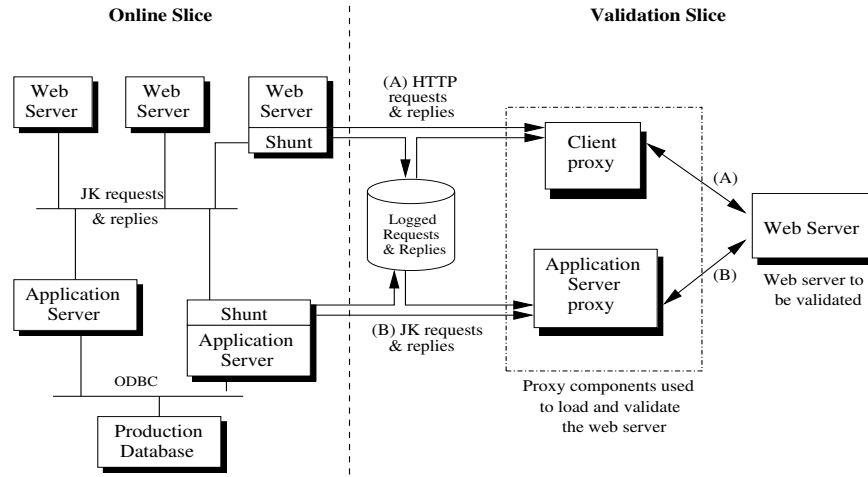 Online Slice
Validation Slice
Web
Server
Web
Server
Web
Server
Shunt
(A) HTTP
requests
& replies
Client
proxy
(A)
JK requests
& replies
Logged
Requests
& Replies
Web Server
Application
Server
Application
Server
proxy
(B)
Web server to
be validated
Shunt
Application
Server
(B) JK requests
& replies
ODBC
Proxy components used
to load and validate
the web server
Production
Database